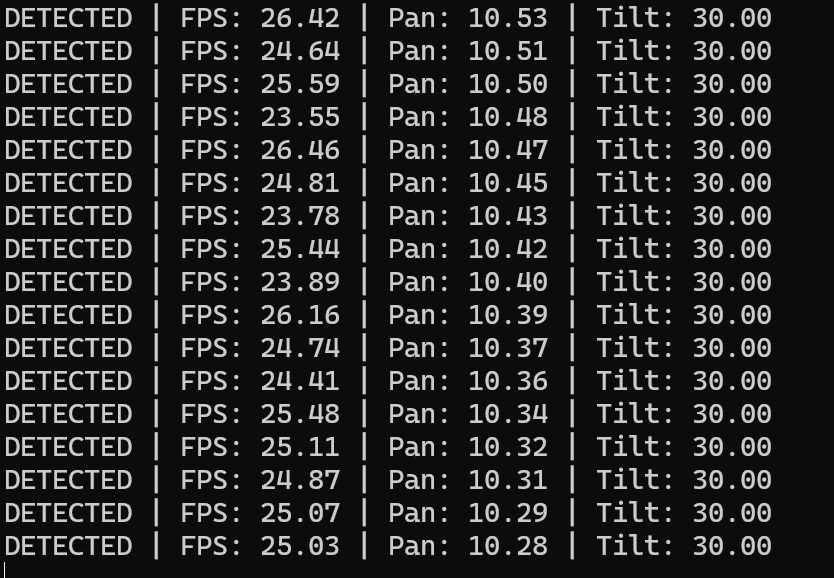 DETECTED | FPS: 26.42 | Pan: 10.53 | Tilt: 30.00
DETECTED | FPS: 24.64 | Pan: 10.51 | Tilt: 30.00
DETECTED | FPS: 25.59 | Pan: 10.50 | Tilt: 30.00
DETECTED | FPS: 23.55 | Pan: 10.48 | Tilt: 30.00
DETECTED | FPS: 26.46 | Pan: 10.47 | Tilt: 30.00
DETECTED | FPS: 24.81 | Pan: 10.45 | Tilt: 30.00
DETECTED | FPS: 23.78 | Pan: 10.43 | Tilt: 30.00
DETECTED | FPS: 25.44 | Pan: 10.42 | Tilt: 30.00
DETECTED | FPS: 23.89 | Pan: 10.40 | Tilt: 30.00
DETECTED | FPS: 26.16 | Pan: 10.39 | Tilt: 30.00
DETECTED | FPS: 24.74 | Pan: 10.37 | Tilt: 30.00
DETECTED | FPS: 24.41 | Pan: 10.36 | Tilt: 30.00
DETECTED | FPS: 25.48 | Pan: 10.34 | Tilt: 30.00
DETECTED | FPS: 25.11 | Pan: 10.32 | Tilt: 30.00
DETECTED | FPS: 24.87 | Pan: 10.31 | Tilt: 30.00
DETECTED | FPS: 25.07 | Pan: 10.29 | Tilt: 30.00
DETECTED | FPS: 25.03 | Pan: 10.28 | Tilt: 30.00